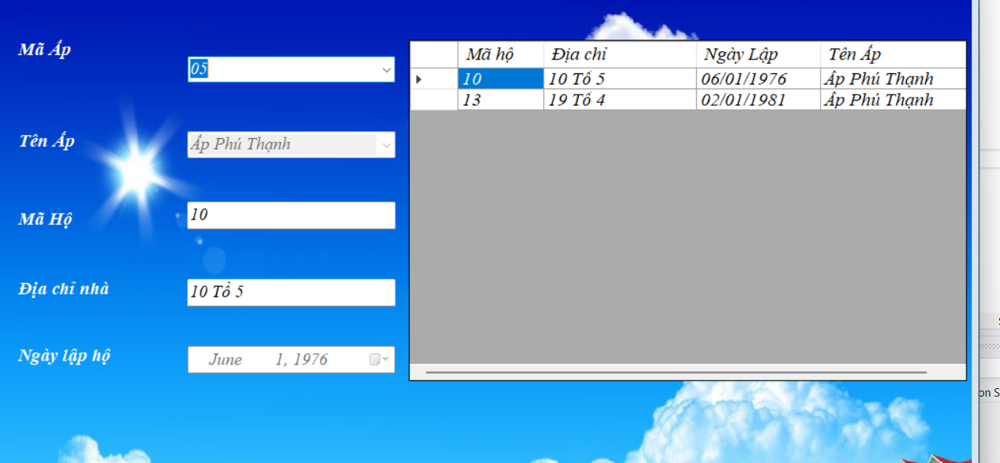 Mã Ấp
05
Tên Ấp
Ấp Phú Thạnh
Mã Hộ
10
Địa chỉ nhà
10 Tổ 5
Ngày lập hộ
June 1, 1976
Mã hộ Địa chỉ Ngày Lập Tên Ấp
10 10 Tổ 5 06/01/1976 Ấp Phú Thạnh
13 19 Tổ 4 02/01/1981 Ấp Phú Thạnh
on S